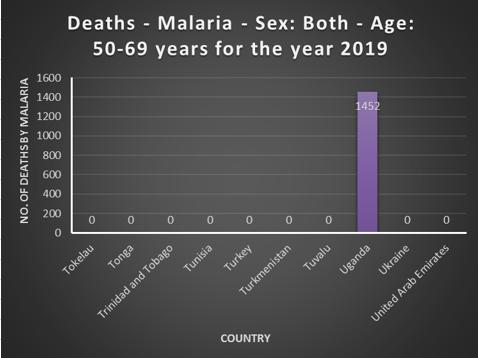 Deaths - Malaria - Sex: Both - Age:
50-69 years for the year 2019
NO. OF DEATHS BY MALARIA
1600
1400
1200
1000
800
600
400
200
0
0
0
0
0
0
0
0
1452
0
0
Tokelau
Tonga
Trinidad and Tobago
Tunisia
Turkey
Turkmenistan
Tuvalu
Uganda
Ukraine
United Arab Emirates
COUNTRY